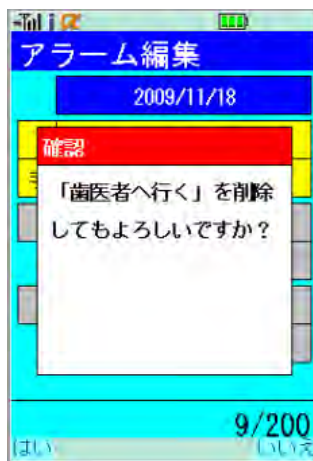 アラーム編集
2009/11/18
確認
「歯医者へ行く」を削除
してもよろしいですか？
9/200
はい
いいえ